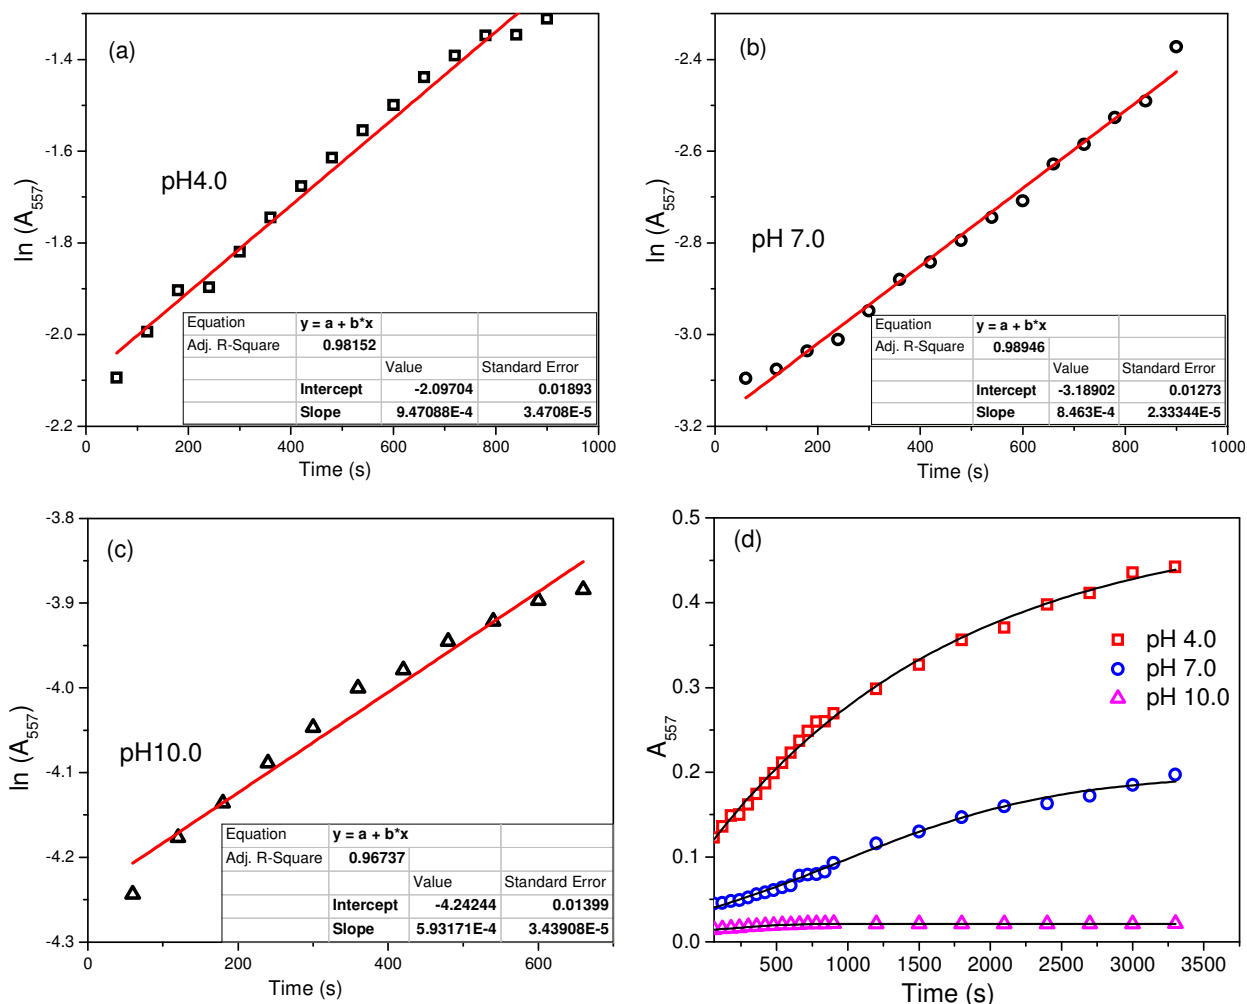 (a)
pH4.0
ln (A557)
-1.4
-1.6
-1.8
-2.0
-2.2
Equation y = a + b*x
Adj. R-Square 0.98152
Value Standard Error
Intercept -2.09704 0.01893
Slope 9.47088E-4 3.4708E-5
0 200 400 600 800 1000
Time (s)
(b)
pH 7.0
ln (A557)
-2.4
-2.6
-2.8
-3.0
-3.2
Equation y = a + b*x
Adj. R-Square 0.98946
Value Standard Error
Intercept -3.18902 0.01273
Slope 8.463E-4 2.33344E-5
0 200 400 600 800 1000
Time (s)
(c)
pH10.0
ln (A557)
-3.8
-3.9
-4.0
-4.1
-4.2
-4.3
Equation y = a + b*x
Adj. R-Square 0.96737
Value Standard Error
Intercept -4.24244 0.01399
Slope 5.93171E-4 3.43908E-5
0 200 400 600
Time (s)
(d)
A557
0.5
0.4
0.3
0.2
0.1
0.0
pH 4.0
pH 7.0
pH 10.0
500 1000 1500 2000 2500 3000 3500
Time (s)